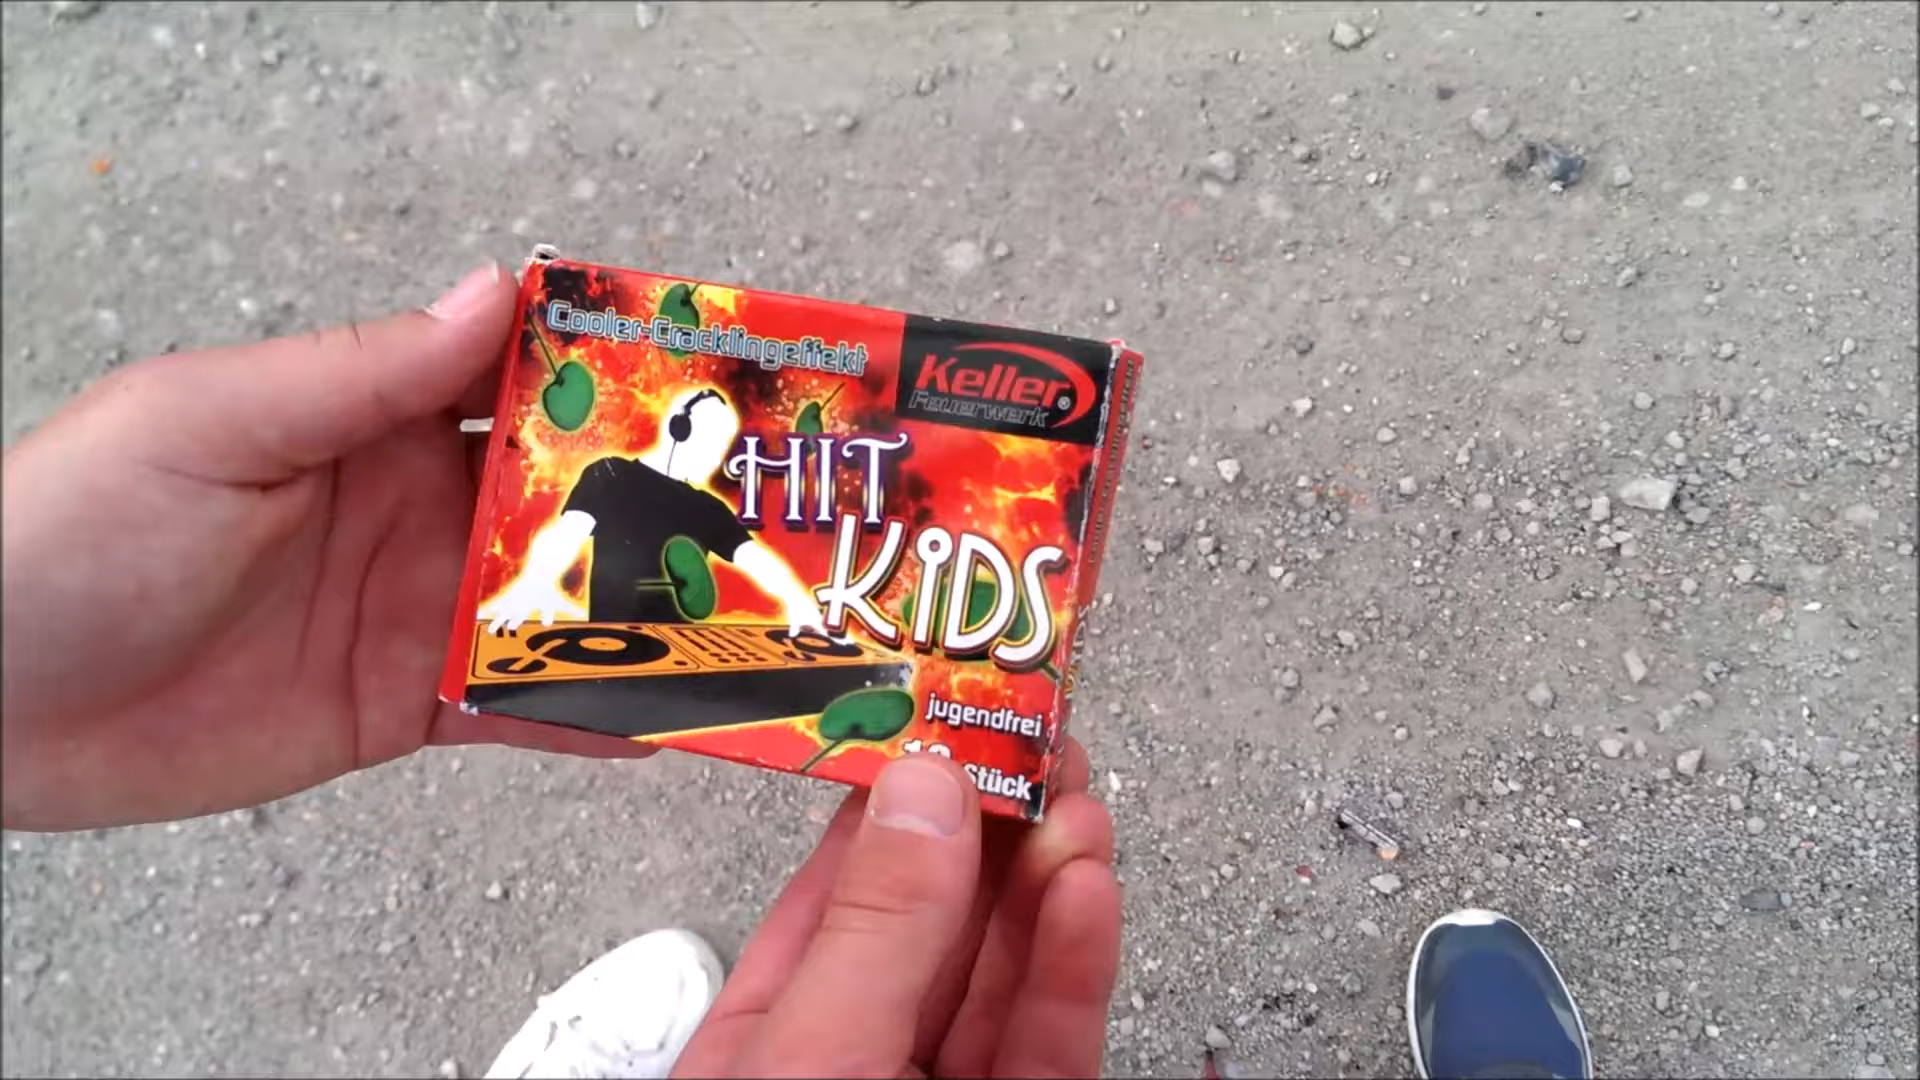 Cooler-Cracklingeffekt
Keller®
Feuerwerk
HIT
KiDS
jugendfrei
Stück